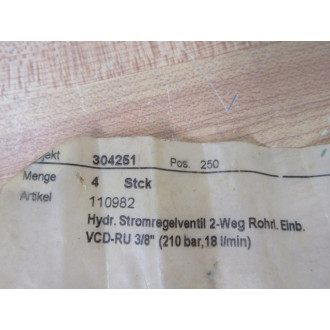 304251 Pos. 250
Menge 4 Stck
Artikel 110982
Hydr. Stromregelventil 2-Weg Rohrl. Einb.
VCD-RU 3/8" (210 bar,18 l/min)